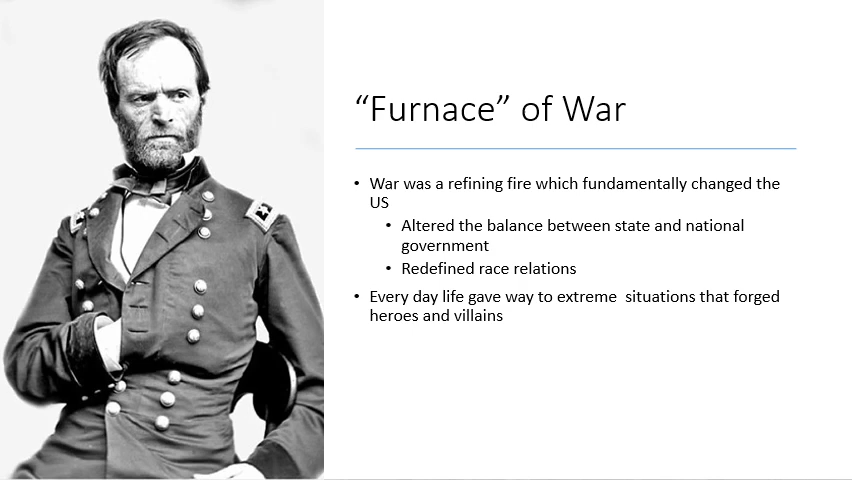 “Furnace” of War
• War was a refining fire which fundamentally changed the
US
• Altered the balance between state and national
government
• Redefined race relations
• Every day life gave way to extreme  situations that forged
heroes and villains